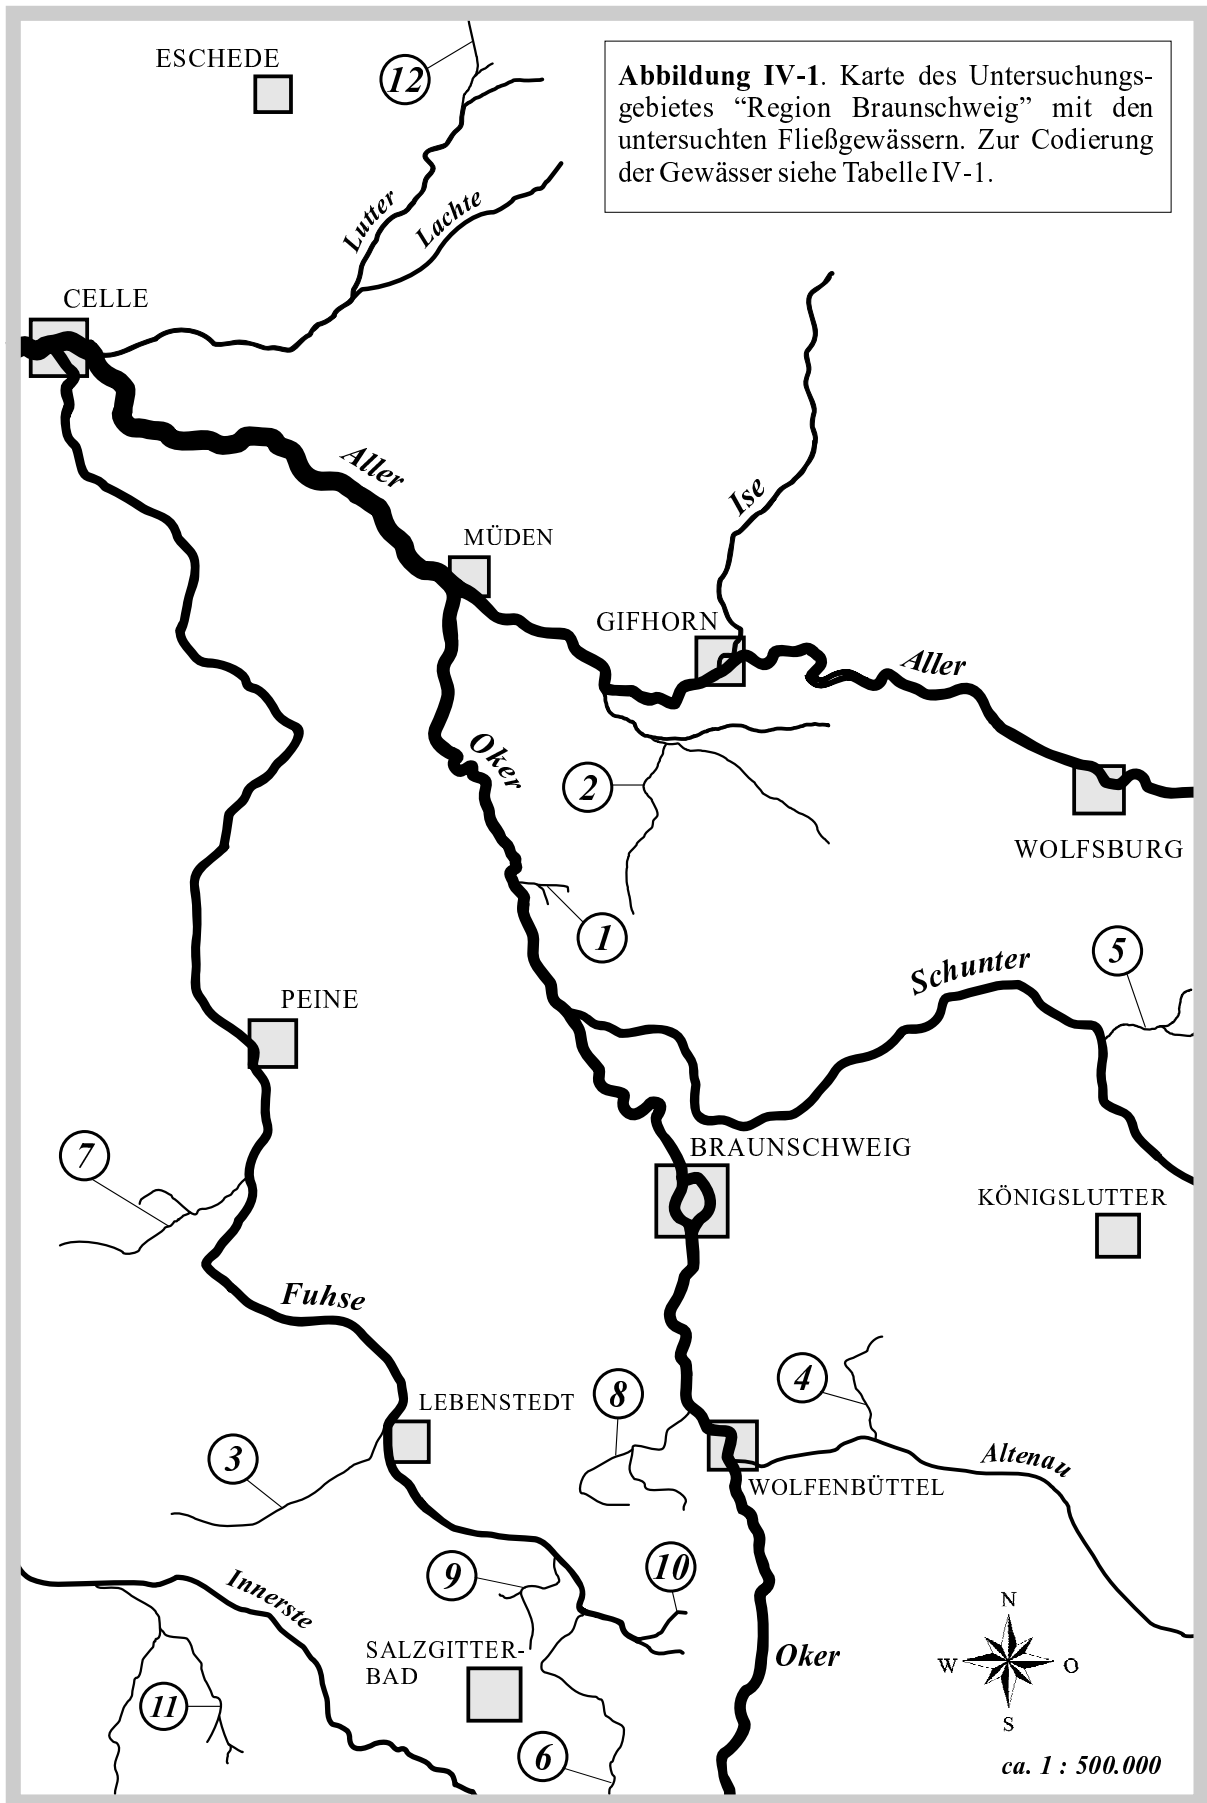 ESCHEDE
12
Abbildung IV-1. Karte des Untersuchungs-
gebietes “Region Braunschweig” mit den
untersuchten Fließgewässern. Zur Codierung
der Gewässer siehe Tabelle IV-1.
Lutter
Lachte
CELLE
Aller
Ise
MÜDEN
GIFHORN
Aller
Oker
2
WOLFSBURG
1
Schunter
5
PEINE
BRAUNSCHWEIG
7
KÖNIGSLUTTER
Fuhse
4
8
LEBENSTEDT
3
Altenau
WOLFENBÜTTEL
9
10
Innerste
N
SALZGITTER-
BAD
Oker
W
O
11
S
6
ca. 1 : 500.000